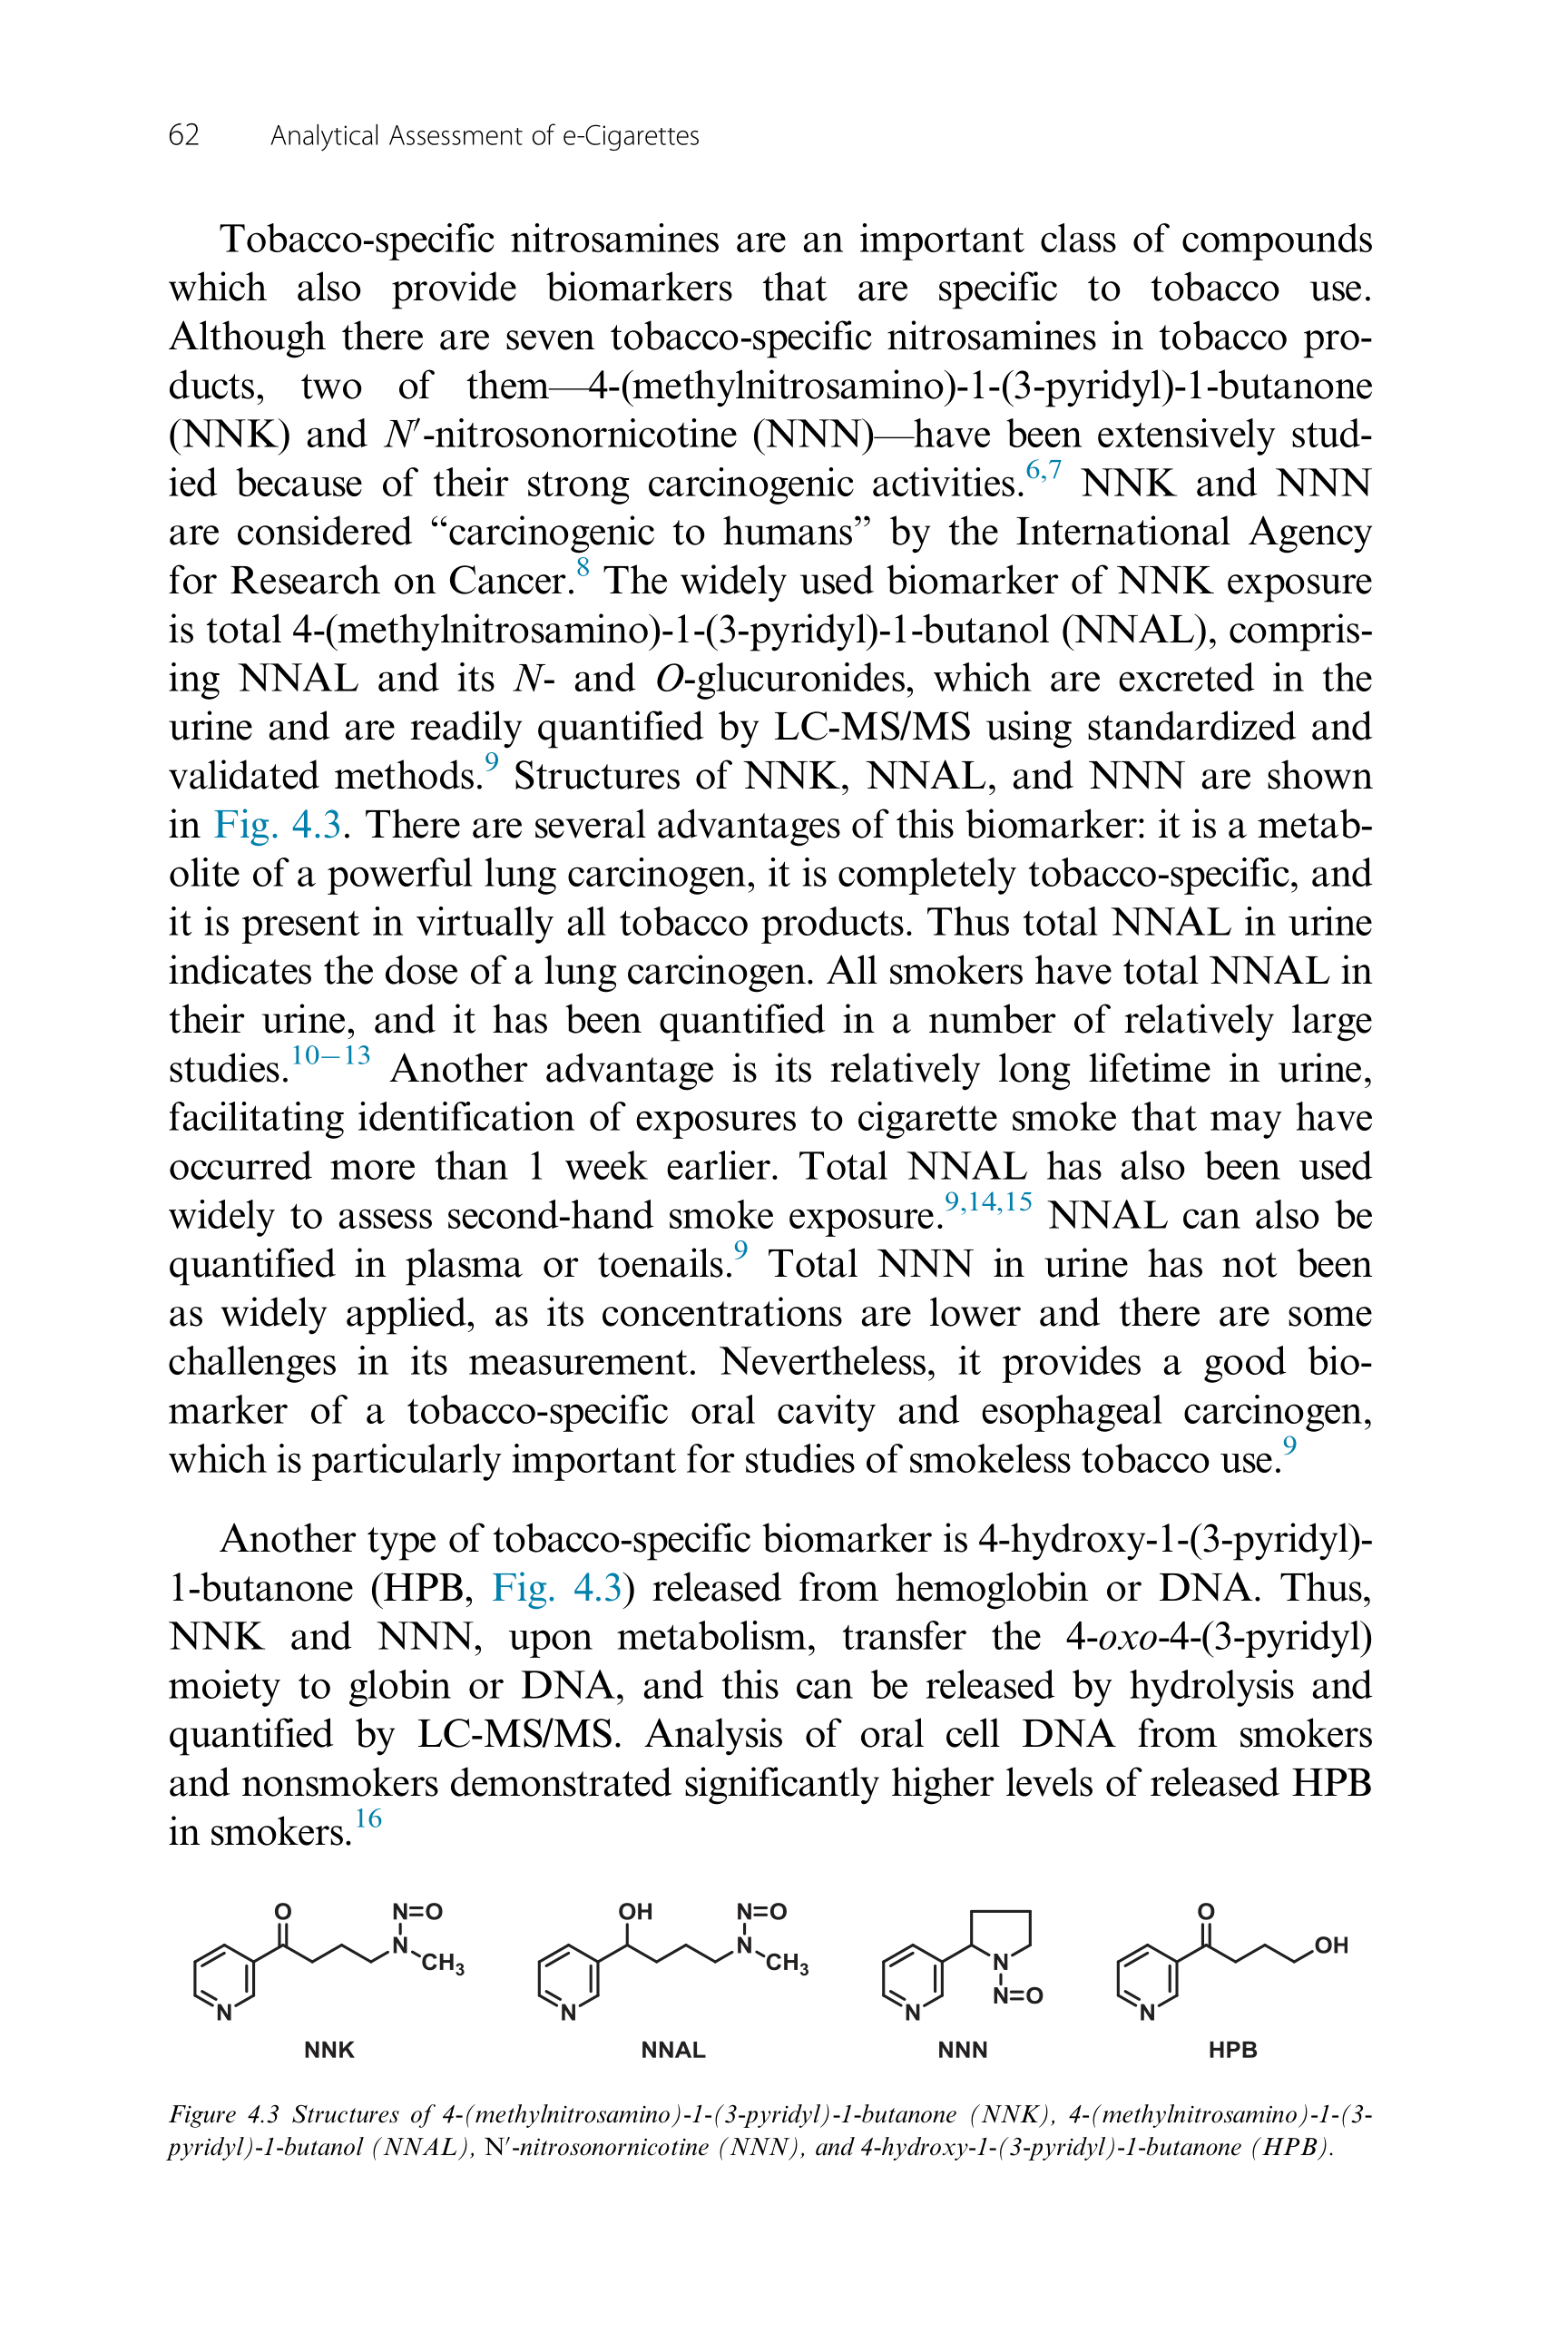 62 Analytical Assessment of e-Cigarettes
Tobacco-specific nitrosamines are an important class of compounds
which also provide biomarkers that are specific to tobacco use.
Although there are seven tobacco-specific nitrosamines in tobacco pro-
ducts, two of them—4-(methylnitrosamino)-1-(3-pyridyl)-1-butanone
(NNK) and N′-nitrosonornicotine (NNN)—have been extensively stud-
ied because of their strong carcinogenic activities.6,7 NNK and NNN
are considered “carcinogenic to humans” by the International Agency
for Research on Cancer.8 The widely used biomarker of NNK exposure
is total 4-(methylnitrosamino)-1-(3-pyridyl)-1-butanol (NNAL), compris-
ing NNAL and its N- and O-glucuronides, which are excreted in the
urine and are readily quantified by LC-MS/MS using standardized and
validated methods.9 Structures of NNK, NNAL, and NNN are shown
in Fig. 4.3. There are several advantages of this biomarker: it is a metab-
olite of a powerful lung carcinogen, it is completely tobacco-specific, and
it is present in virtually all tobacco products. Thus total NNAL in urine
indicates the dose of a lung carcinogen. All smokers have total NNAL in
their urine, and it has been quantified in a number of relatively large
studies.10–13 Another advantage is its relatively long lifetime in urine,
facilitating identification of exposures to cigarette smoke that may have
occurred more than 1 week earlier. Total NNAL has also been used
widely to assess second-hand smoke exposure.9,14,15 NNAL can also be
quantified in plasma or toenails.9 Total NNN in urine has not been
as widely applied, as its concentrations are lower and there are some
challenges in its measurement. Nevertheless, it provides a good bio-
marker of a tobacco-specific oral cavity and esophageal carcinogen,
which is particularly important for studies of smokeless tobacco use.9
Another type of tobacco-specific biomarker is 4-hydroxy-1-(3-pyridyl)-
1-butanone (HPB, Fig. 4.3) released from hemoglobin or DNA. Thus,
NNK and NNN, upon metabolism, transfer the 4-oxo-4-(3-pyridyl)
moiety to globin or DNA, and this can be released by hydrolysis and
quantified by LC-MS/MS. Analysis of oral cell DNA from smokers
and nonsmokers demonstrated significantly higher levels of released HPB
in smokers.16
O N=O OH N=O O
N CH3 N CH3 N OH
N=O
N N N N
NNK NNAL NNN HPB
Figure 4.3 Structures of 4-(methylnitrosamino)-1-(3-pyridyl)-1-butanone (NNK), 4-(methylnitrosamino)-1-(3-
pyridyl)-1-butanol (NNAL), N′-nitrosonornicotine (NNN), and 4-hydroxy-1-(3-pyridyl)-1-butanone (HPB).